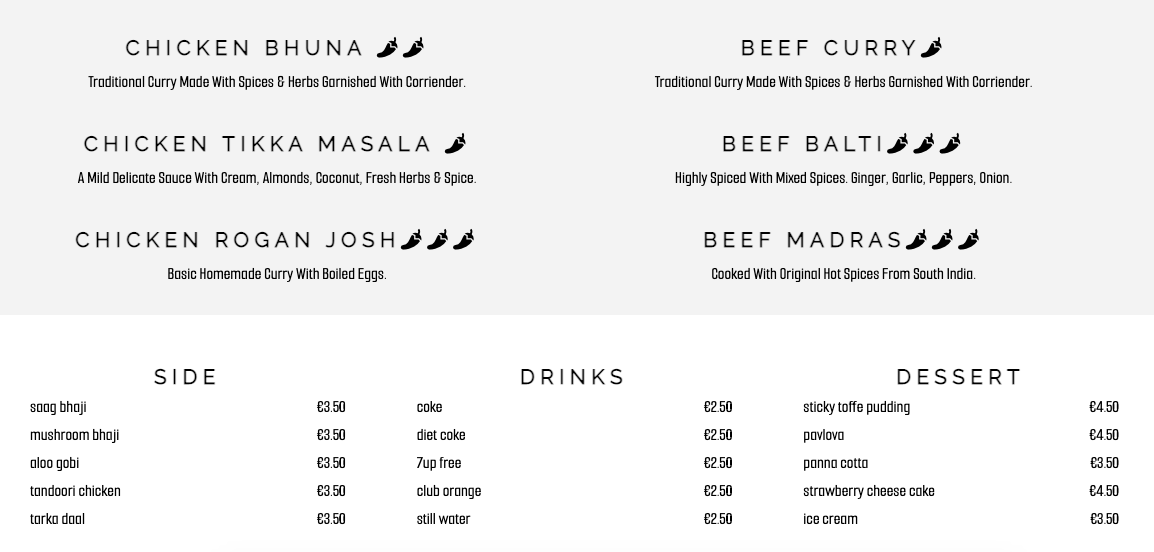 CHICKEN BHUNA
Traditional Curry Made With Spices & Herbs Garnished With Corriender.
CHICKEN TIKKA MASALA
A Mild Delicate Sauce With Cream, Almonds, Coconut, Fresh Herbs & Spice.
CHICKEN ROGAN JOSH
Basic Homemade Curry With Boiled Eggs.
BEEF CURRY
Traditional Curry Made With Spices & Herbs Garnished With Corriender.
BEEF BALTI
Highly Spiced With Mixed Spices. Ginger, Garlic, Peppers, Onion.
BEEF MADRAS
Cooked With Original Hot Spices From South India.
SIDE
saag bhaji €3.50
mushroom bhaji €3.50
aloo gobi €3.50
tandoori chicken €3.50
tarka daal €3.50
DRINKS
coke €2.50
diet coke €2.50
7up free €2.50
club orange €2.50
still water €2.50
DESSERT
sticky toffe pudding €4.50
pavlova €4.50
panna cotta €3.50
strawberry cheese cake €4.50
ice cream €3.50